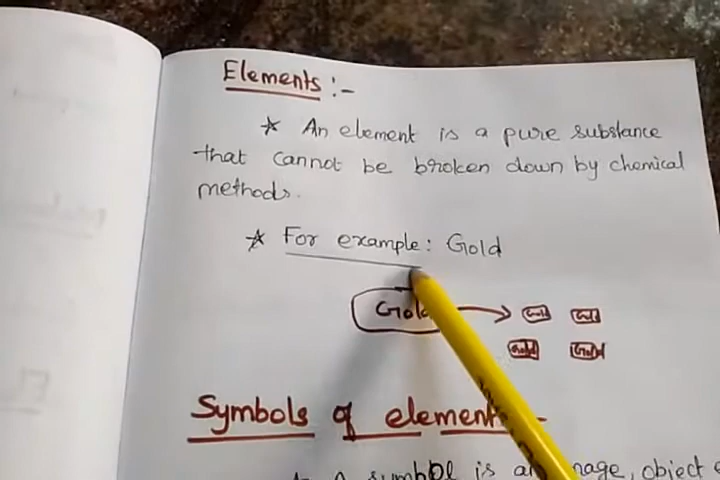 Elements :-
* An element is a pure substance
that cannot be broken down by chemical
methods.
* For example: Gold
Gold → Gold Gold
Gold Gold
Symbols of elements -
* A symbol is an image, object